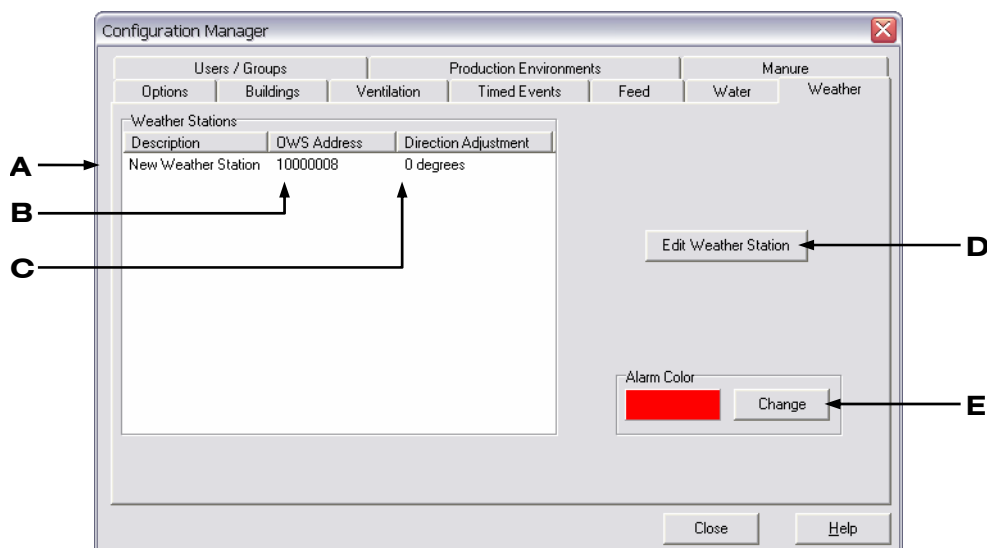 Configuration Manager
Users / Groups Production Environments Manure
Options Buildings Ventilation Timed Events Feed Water Weather
Weather Stations
Description OWS Address Direction Adjustment
A New Weather Station 10000008 0 degrees
B
C
Edit Weather Station D
Alarm Color
Change E
Close Help